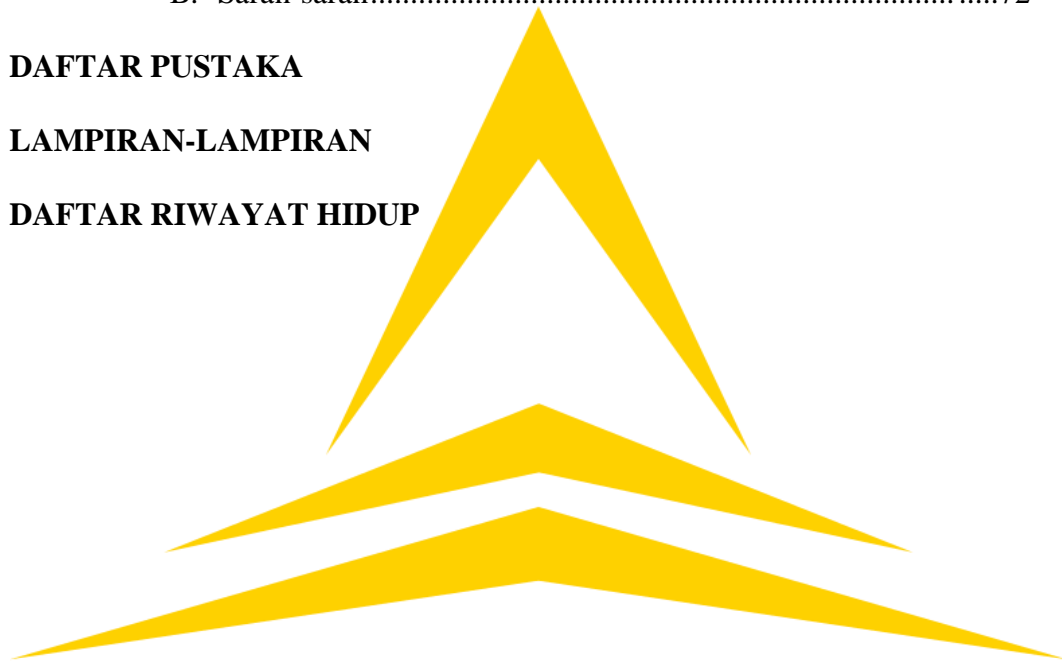 B. Saran-saran..............................................................................72
DAFTAR PUSTAKA
LAMPIRAN-LAMPIRAN
DAFTAR RIWAYAT HIDUP